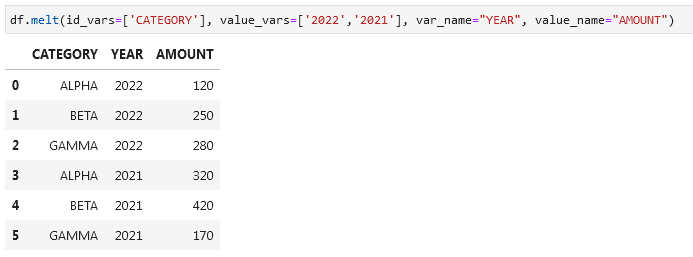 df.melt(id_vars=['CATEGORY'], value_vars=['2022','2021'], var_name="YEAR", value_name="AMOUNT")
CATEGORY YEAR AMOUNT
0 ALPHA 2022 120
1 BETA 2022 250
2 GAMMA 2022 280
3 ALPHA 2021 320
4 BETA 2021 420
5 GAMMA 2021 170